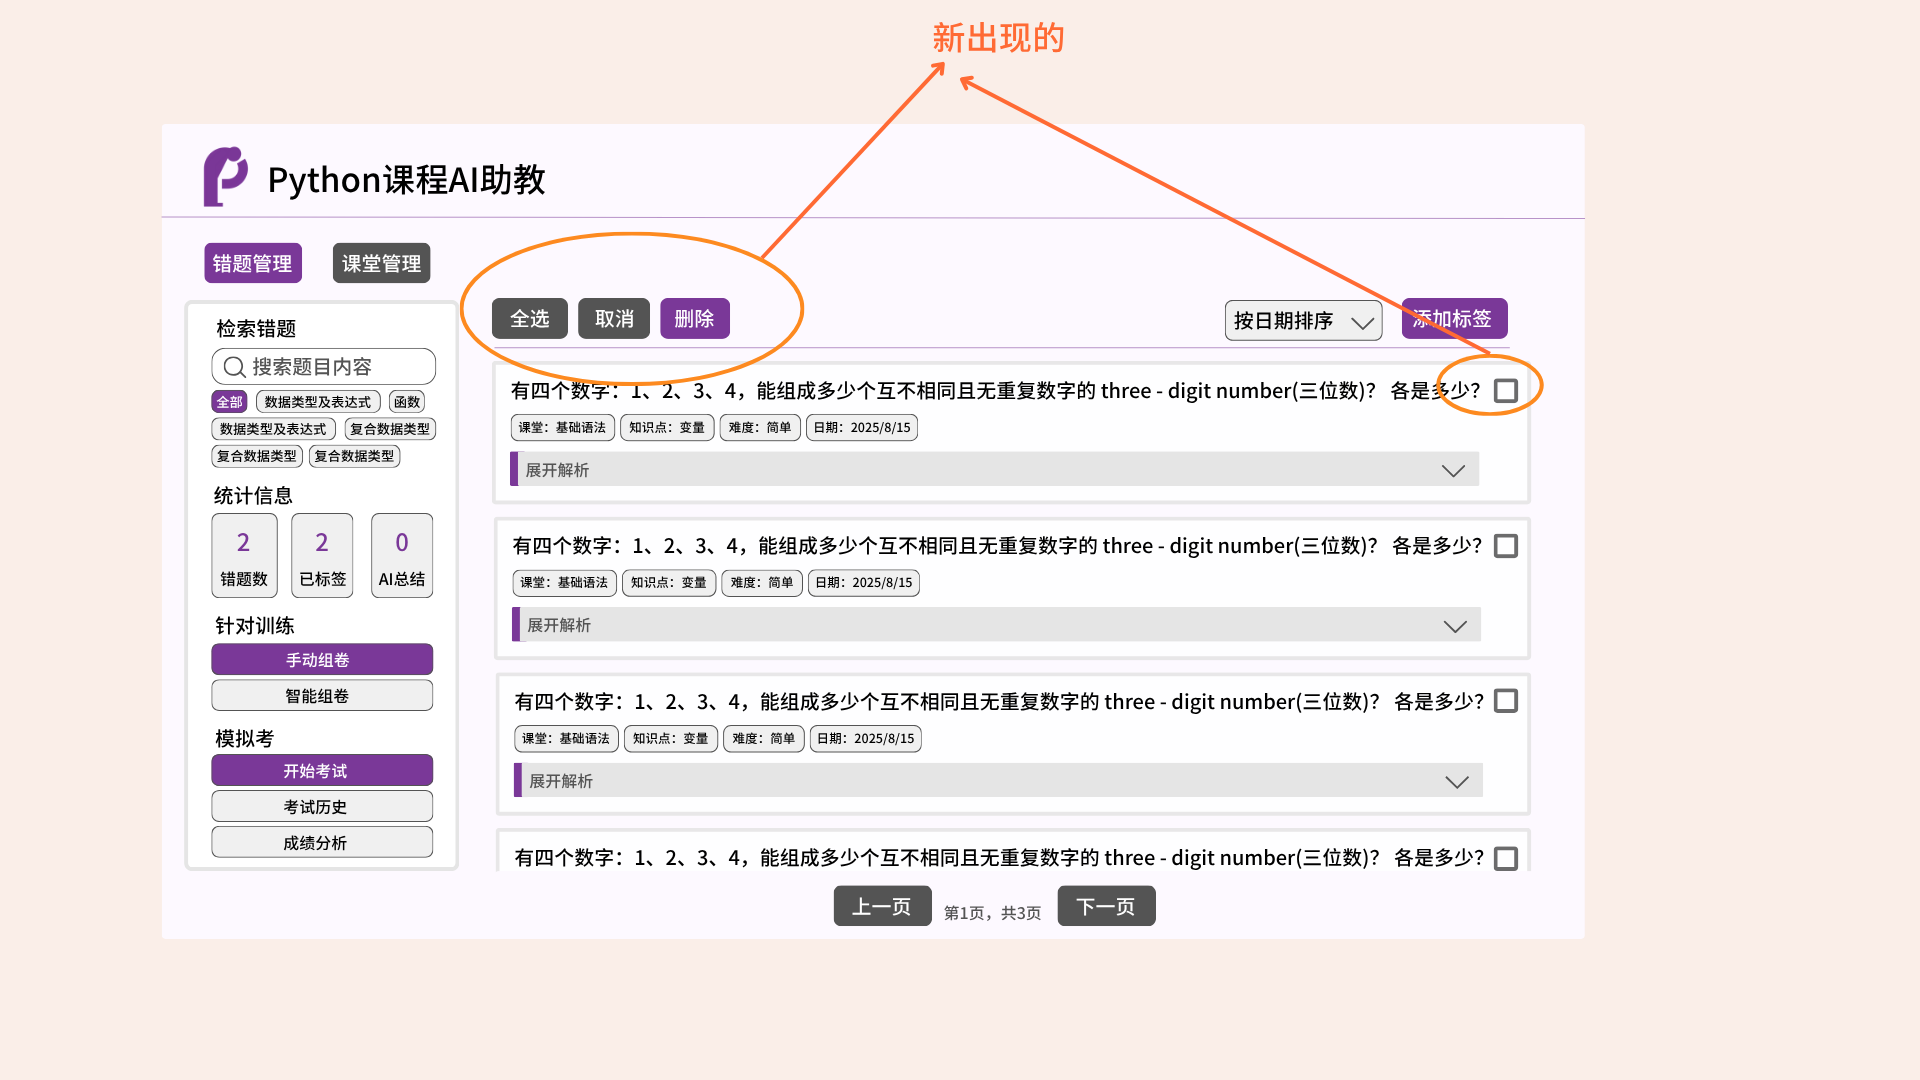 新出现的
Python课程AI助教
错题管理
课堂管理
检索错题
搜索题目内容
全部 数据类型及表达式 函数
数据类型及表达式 复合数据类型
复合数据类型 复合数据类型
统计信息
2 2 0
错题数 已标签 AI总结
针对训练
手动组卷
智能组卷
模拟考
开始考试
考试历史
成绩分析
全选 取消 删除
按日期排序 添加标签
有四个数字：1、2、3、4，能组成多少个互不相同且无重复数字的 three - digit number(三位数)？ 各是多少？
课堂：基础语法 知识点：变量 难度：简单 日期：2025/8/15
展开解析
有四个数字：1、2、3、4，能组成多少个互不相同且无重复数字的 three - digit number(三位数)？ 各是多少？
课堂：基础语法 知识点：变量 难度：简单 日期：2025/8/15
展开解析
有四个数字：1、2、3、4，能组成多少个互不相同且无重复数字的 three - digit number(三位数)？ 各是多少？
课堂：基础语法 知识点：变量 难度：简单 日期：2025/8/15
展开解析
有四个数字：1、2、3、4，能组成多少个互不相同且无重复数字的 three - digit number(三位数)？ 各是多少？
上一页 第1页，共3页 下一页